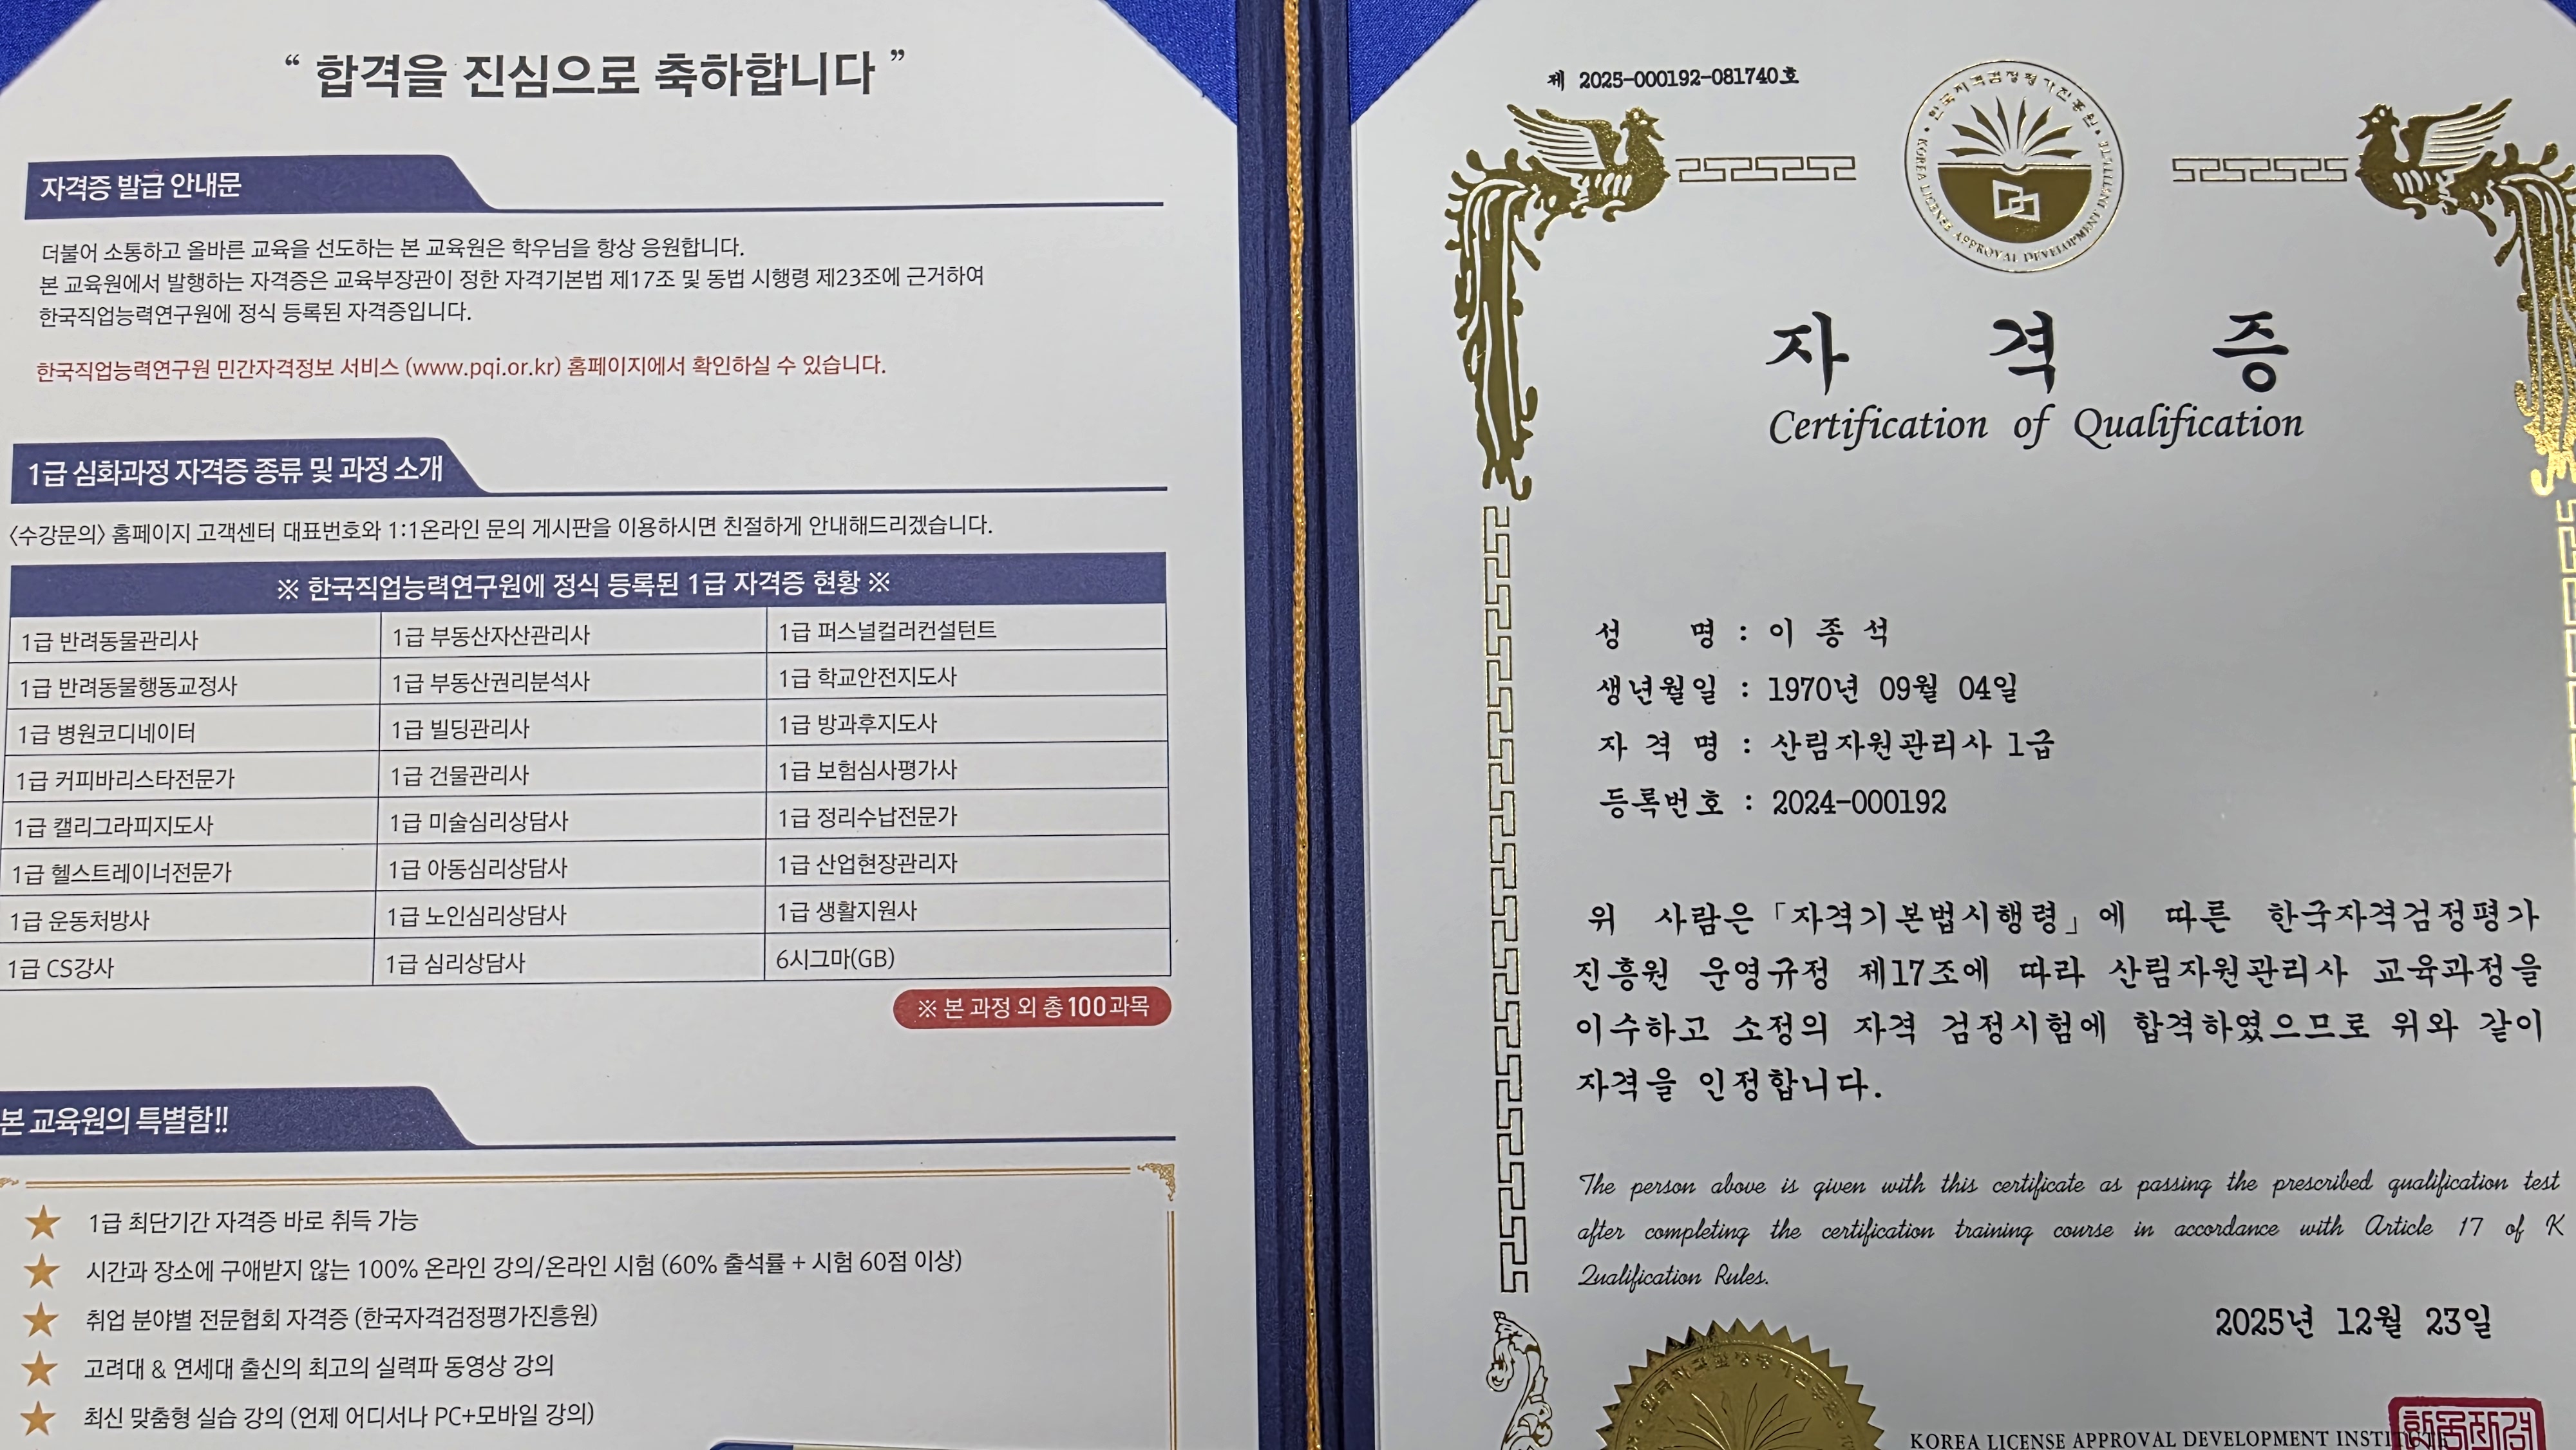 “ 합격을 진심으로 축하합니다 ”
자격증 발급 안내문
더불어 소통하고 올바른 교육을 선도하는 본 교육원은 학우님을 항상 응원합니다.
본 교육원에서 발행하는 자격증은 교육부장관이 정한 자격기본법 제17조 및 동법 시행령 제23조에 근거하여
한국직업능력연구원에 정식 등록된 자격증입니다.
한국직업능력연구원 민간자격정보 서비스 (www.pqi.or.kr) 홈페이지에서 확인하실 수 있습니다.
1급 심화과정 자격증 종류 및 과정 소개
〈수강문의〉 홈페이지 고객센터 대표번호와 1:1온라인 문의 게시판을 이용하시면 친절하게 안내해드리겠습니다.
※ 한국직업능력연구원에 정식 등록된 1급 자격증 현황 ※
1급 반려동물관리사 1급 부동산자산관리사 1급 퍼스널컬러컨설턴트
1급 반려동물행동교정사 1급 부동산권리분석사 1급 학교안전지도사
1급 병원코디네이터 1급 빌딩관리사 1급 방과후지도사
1급 커피바리스타전문가 1급 건물관리사 1급 보험심사평가사
1급 캘리그라피지도사 1급 미술심리상담사 1급 정리수납전문가
1급 헬스트레이너전문가 1급 아동심리상담사 1급 산업현장관리자
1급 운동처방사 1급 노인심리상담사 1급 생활지원사
1급 CS강사 1급 심리상담사 6시그마(GB)
※ 본 과정 외 총 100과목
본 교육원의 특별함!!
★ 1급 최단기간 자격증 바로 취득 가능
★ 시간과 장소에 구애받지 않는 100% 온라인 강의/온라인 시험 (60% 출석률 + 시험 60점 이상)
★ 취업 분야별 전문협회 자격증 (한국자격검정평가진흥원)
★ 고려대 & 연세대 출신의 최고의 실력파 동영상 강의
★ 최신 맞춤형 실습 강의 (언제 어디서나 PC+모바일 강의)
제 2025-000192-081740호
한국자격검정평가진흥원
KOREA LICENSE APPROVAL DEVELOPMENT INSTITUTE
자 격 증
Certification of Qualification
성 명 : 이 종 석
생년월일 : 1970년 09월 04일
자 격 명 : 산림자원관리사 1급
등록번호 : 2024-000192
위 사람은 「자격기본법시행령」에 따른 한국자격검정평가
진흥원 운영규정 제17조에 따라 산림자원관리사 교육과정을
이수하고 소정의 자격 검정시험에 합격하였으므로 위와 같이
자격을 인정합니다.
The person above is given with this certificate as passing the prescribed qualification test
after completing the certification training course in accordance with Article 17 of K
Qualification Rules.
2025년 12월 23일
KOREA LICENSE APPROVAL DEVELOPMENT INSTITUTE